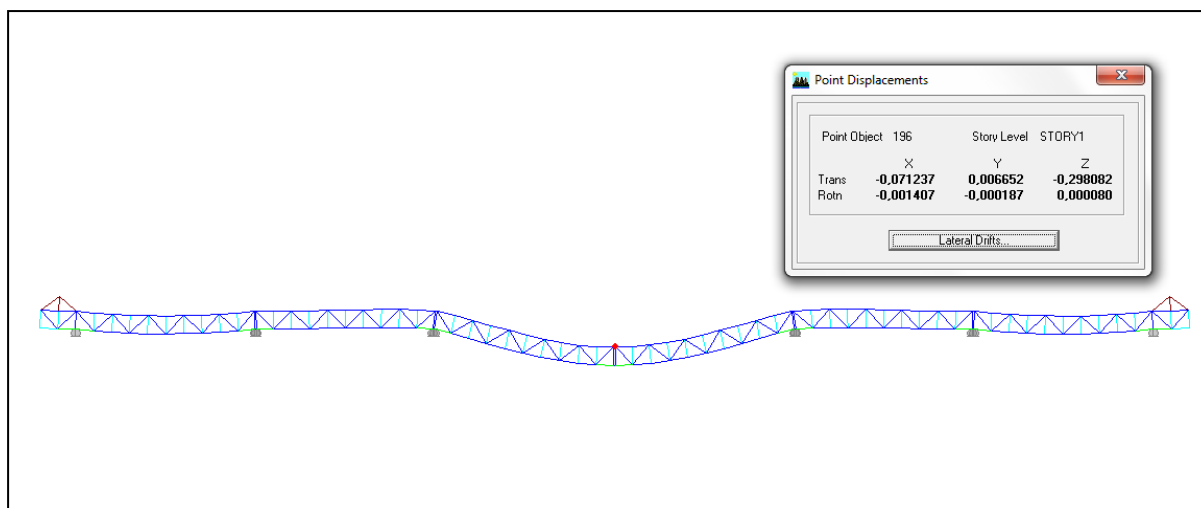 Point Displacements
Point Object 196 Story Level STORY1
X Y Z
Trans -0,071237 0,006652 -0,298082
Rotn -0,001407 -0,000187 0,000080
Lateral Drifts...